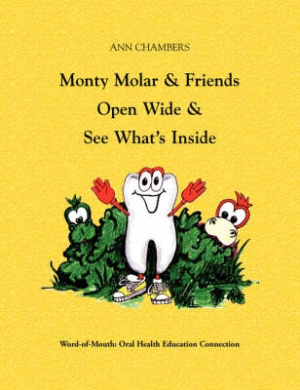 ANN CHAMBERS
Monty Molar & Friends
Open Wide &
See What's Inside
Word-of-Mouth: Oral Health Education Connection